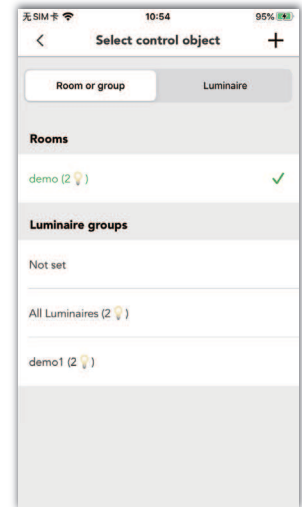 无SIM卡 10:54 95%
Select control object
Room or group Luminaire
Rooms
demo (2💡)
Luminaire groups
Not set
All Luminaires (2💡)
demo1 (2💡)